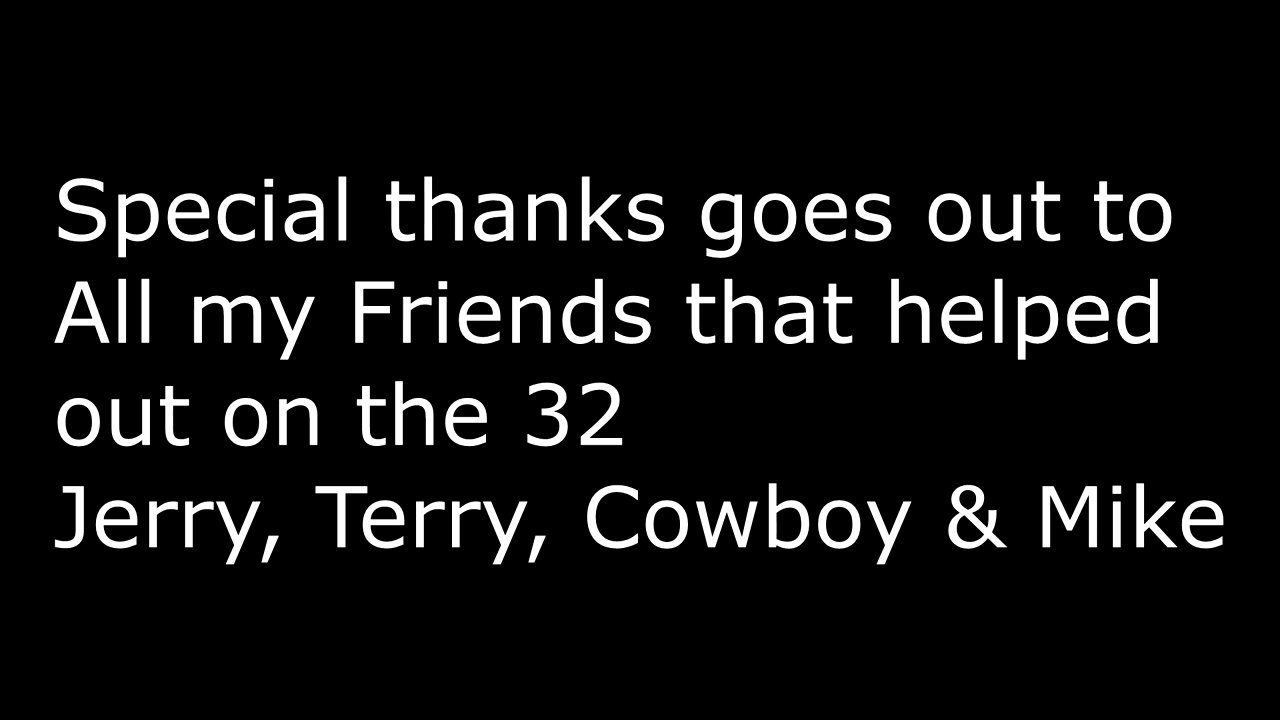 Special thanks goes out to
All my Friends that helped
out on the 32
Jerry, Terry, Cowboy & Mike